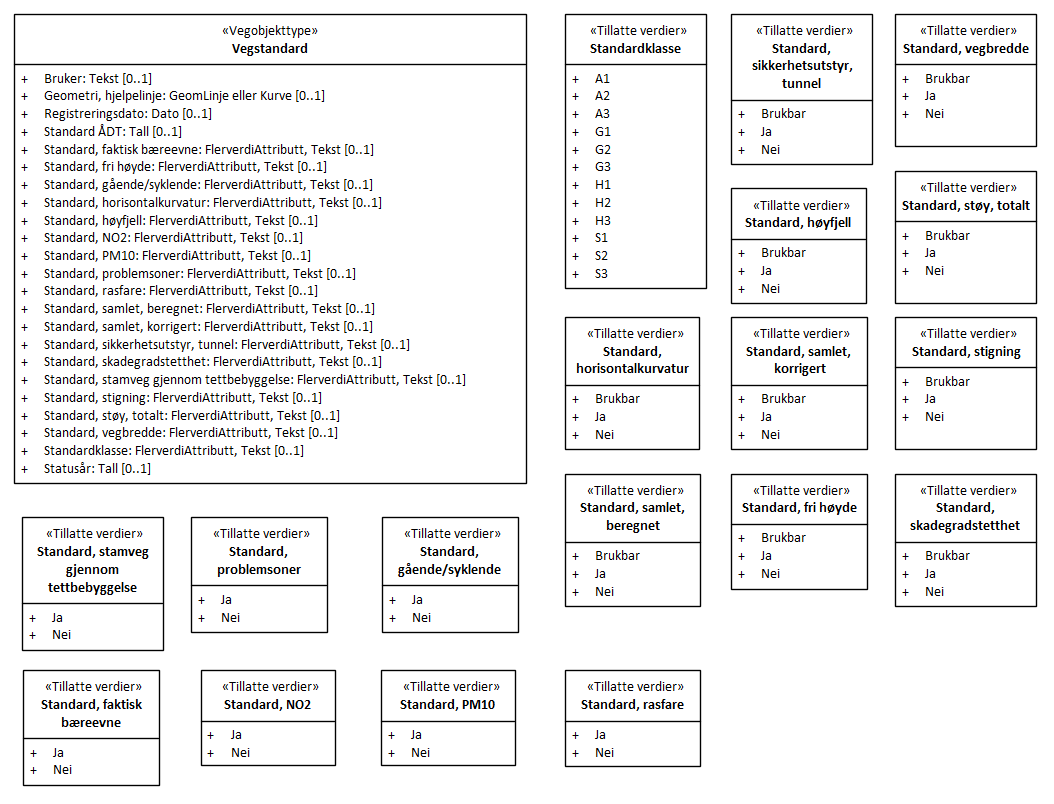 «Vegobjekttype»
Vegstandard
+ Bruker: Tekst [0..1]
+ Geometri, hjelpelinje: GeomLinje eller Kurve [0..1]
+ Registreringsdato: Dato [0..1]
+ Standard ÅDT: Tall [0..1]
+ Standard, faktisk bæreevne: FlerverdiAttributt, Tekst [0..1]
+ Standard, fri høyde: FlerverdiAttributt, Tekst [0..1]
+ Standard, gående/syklende: FlerverdiAttributt, Tekst [0..1]
+ Standard, horisontalkurvatur: FlerverdiAttributt, Tekst [0..1]
+ Standard, høyfjell: FlerverdiAttributt, Tekst [0..1]
+ Standard, NO2: FlerverdiAttributt, Tekst [0..1]
+ Standard, PM10: FlerverdiAttributt, Tekst [0..1]
+ Standard, problemsoner: FlerverdiAttributt, Tekst [0..1]
+ Standard, rasfare: FlerverdiAttributt, Tekst [0..1]
+ Standard, samlet, beregnet: FlerverdiAttributt, Tekst [0..1]
+ Standard, samlet, korrigert: FlerverdiAttributt, Tekst [0..1]
+ Standard, sikkerhetsutstyr, tunnel: FlerverdiAttributt, Tekst [0..1]
+ Standard, skadegradstetthet: FlerverdiAttributt, Tekst [0..1]
+ Standard, stamveg gjennom tettbebyggelse: FlerverdiAttributt, Tekst [0..1]
+ Standard, stigning: FlerverdiAttributt, Tekst [0..1]
+ Standard, støy, totalt: FlerverdiAttributt, Tekst [0..1]
+ Standard, vegbredde: FlerverdiAttributt, Tekst [0..1]
+ Standardklasse: FlerverdiAttributt, Tekst [0..1]
+ Statusår: Tall [0..1]
«Tillatte verdier»
Standardklasse
+ A1
+ A2
+ A3
+ G1
+ G2
+ G3
+ H1
+ H2
+ H3
+ S1
+ S2
+ S3
«Tillatte verdier»
Standard,
sikkerhetsutstyr,
tunnel
+ Brukbar
+ Ja
+ Nei
«Tillatte verdier»
Standard, vegbredde
+ Brukbar
+ Ja
+ Nei
«Tillatte verdier»
Standard, høyfjell
+ Brukbar
+ Ja
+ Nei
«Tillatte verdier»
Standard, støy, totalt
+ Brukbar
+ Ja
+ Nei
«Tillatte verdier»
Standard,
horisontalkurvatur
+ Brukbar
+ Ja
+ Nei
«Tillatte verdier»
Standard, samlet,
korrigert
+ Brukbar
+ Ja
+ Nei
«Tillatte verdier»
Standard, stigning
+ Brukbar
+ Ja
+ Nei
«Tillatte verdier»
Standard, samlet,
beregnet
+ Brukbar
+ Ja
+ Nei
«Tillatte verdier»
Standard, fri høyde
+ Brukbar
+ Ja
+ Nei
«Tillatte verdier»
Standard,
skadegradstetthet
+ Brukbar
+ Ja
+ Nei
«Tillatte verdier»
Standard, stamveg
gjennom
tettbebyggelse
+ Ja
+ Nei
«Tillatte verdier»
Standard,
problemsoner
+ Ja
+ Nei
«Tillatte verdier»
Standard,
gående/syklende
+ Ja
+ Nei
«Tillatte verdier»
Standard, faktisk
bæreevne
+ Ja
+ Nei
«Tillatte verdier»
Standard, NO2
+ Ja
+ Nei
«Tillatte verdier»
Standard, PM10
+ Ja
+ Nei
«Tillatte verdier»
Standard, rasfare
+ Ja
+ Nei